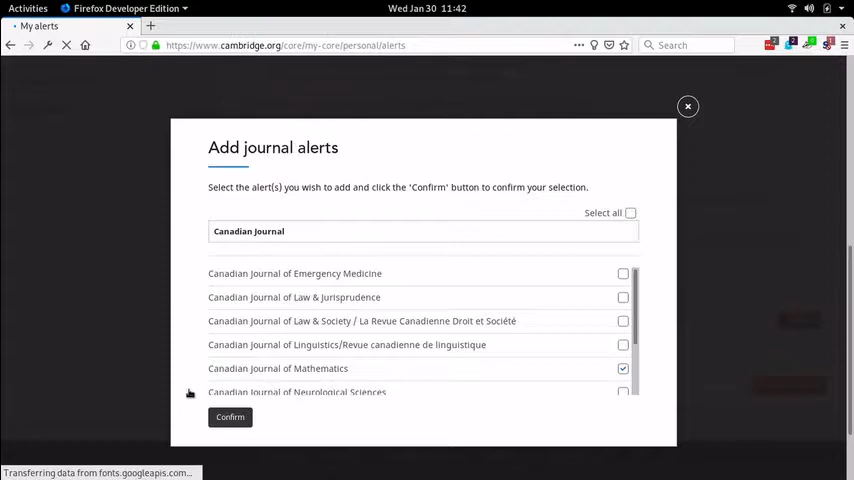 Activities Firefox Developer Edition Wed Jan 30 11:42
My alerts
https://www.cambridge.org/core/my-core/personal/alerts Search
Add journal alerts
Select the alert(s) you wish to add and click the 'Confirm' button to confirm your selection.
Select all
Canadian Journal
Canadian Journal of Emergency Medicine
Canadian Journal of Law & Jurisprudence
Canadian Journal of Law & Society / La Revue Canadienne Droit et Société
Canadian Journal of Linguistics/Revue canadienne de linguistique
Canadian Journal of Mathematics
Canadian Journal of Neurological Sciences
Confirm
Transferring data from fonts.googleapis.com...